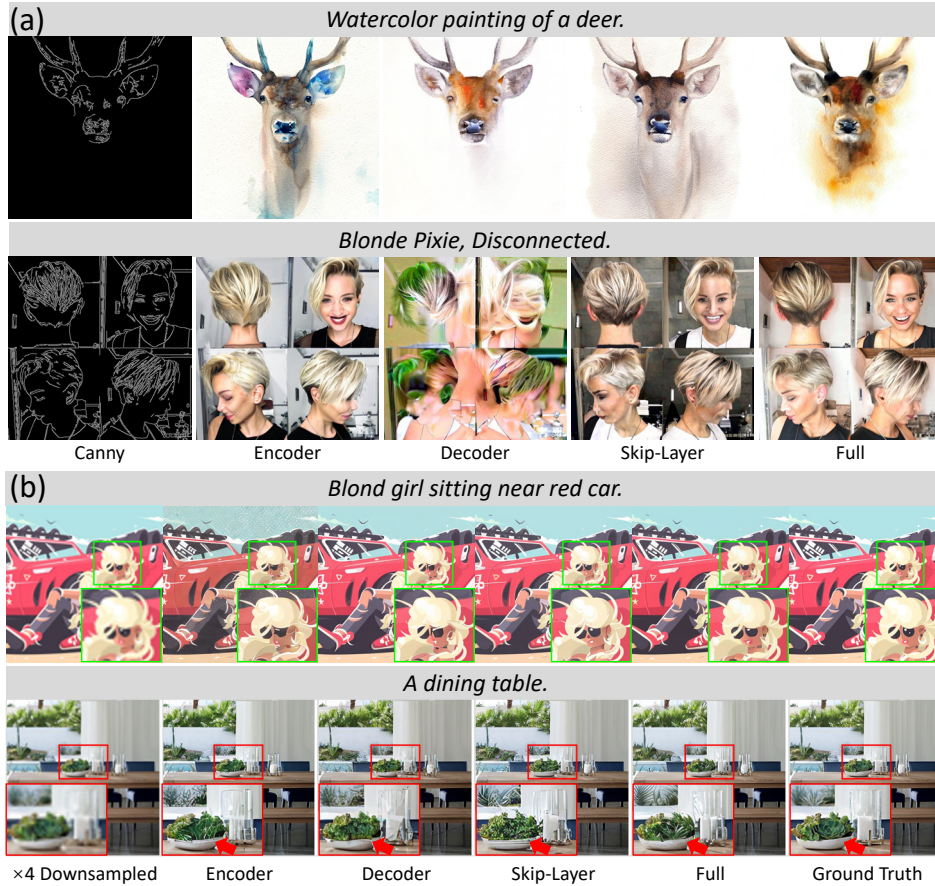 (a)
Watercolor painting of a deer.
Blonde Pixie, Disconnected.
Canny Encoder Decoder Skip-Layer Full
(b)
Blond girl sitting near red car.
A dining table.
×4 Downsampled Encoder Decoder Skip-Layer Full Ground Truth